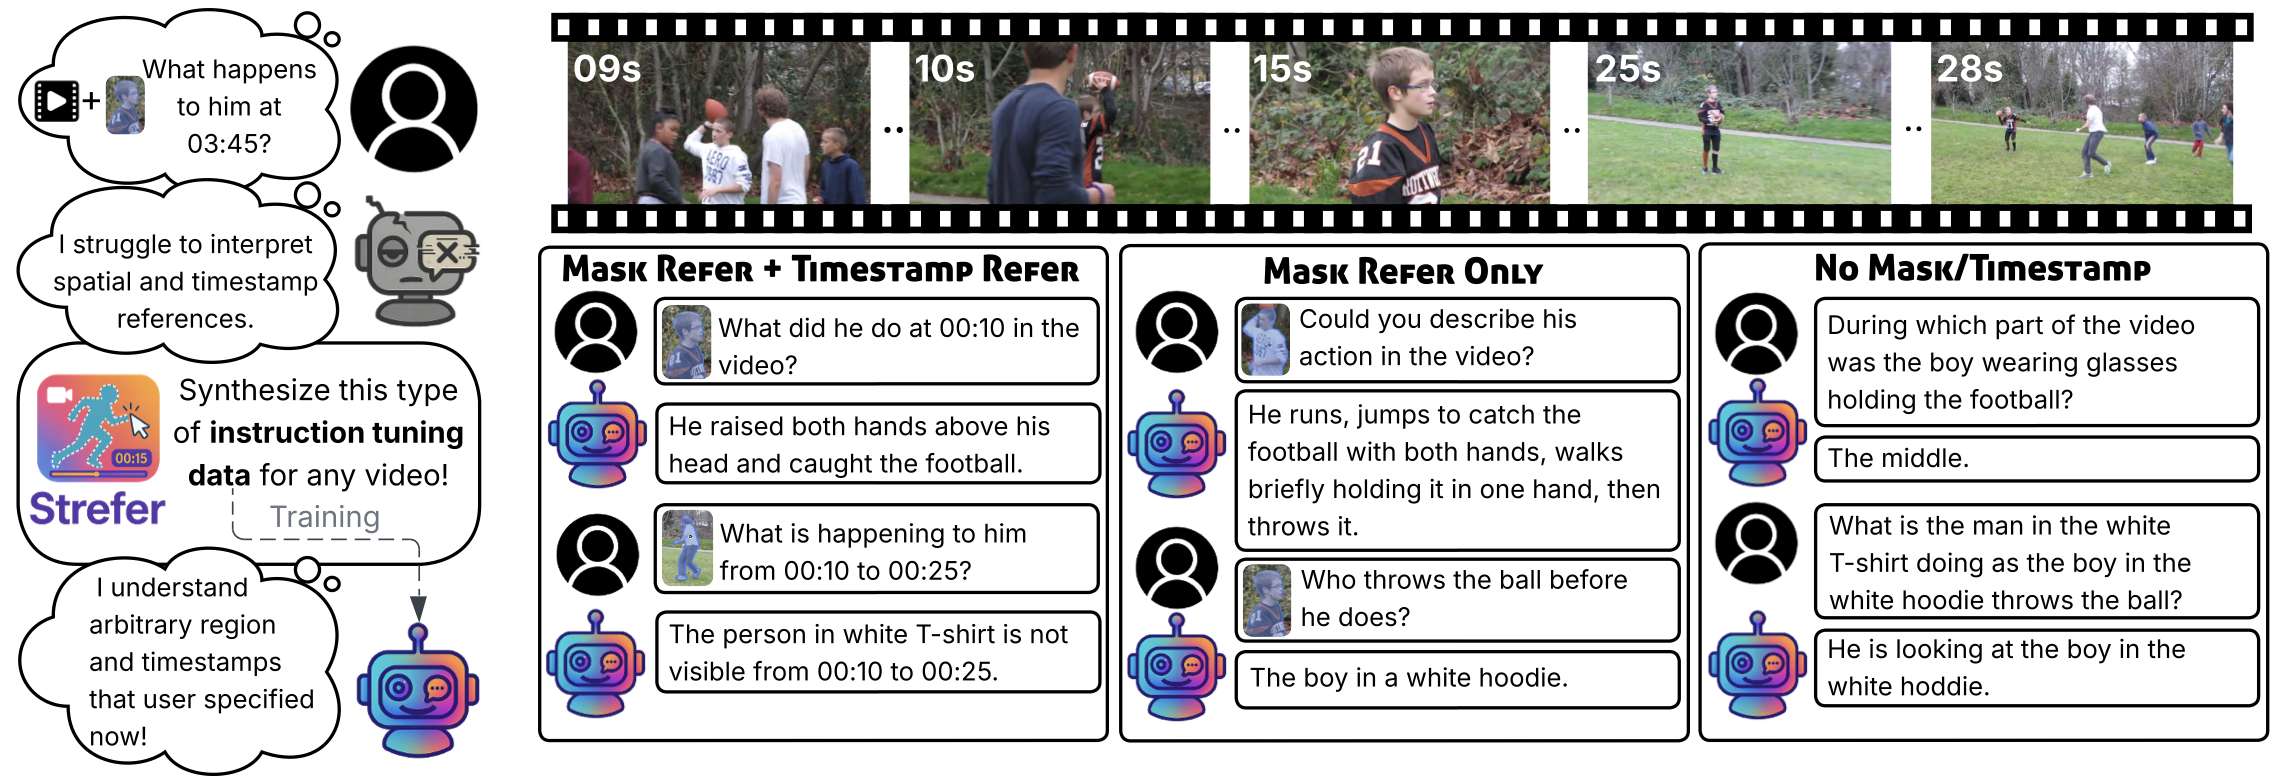 What happens
to him at
03:45?
I struggle to interpret
spatial and timestamp
references.
00:15
Strefer
Synthesize this type
of instruction tuning
data for any video!
Training
I understand
arbitrary region
and timestamps
that user specified
now!
09s
10s
15s
25s
28s
21
Mask Refer + Timestamp Refer
What did he do at 00:10 in the
video?
He raised both hands above his
head and caught the football.
What is happening to him
from 00:10 to 00:25?
The person in white T-shirt is not
visible from 00:10 to 00:25.
Mask Refer Only
Could you describe his
action in the video?
He runs, jumps to catch the
football with both hands, walks
briefly holding it in one hand, then
throws it.
Who throws the ball before
he does?
The boy in a white hoodie.
No Mask/Timestamp
During which part of the video
was the boy wearing glasses
holding the football?
The middle.
What is the man in the white
T-shirt doing as the boy in the
white hoodie throws the ball?
He is looking at the boy in the
white hoddie.